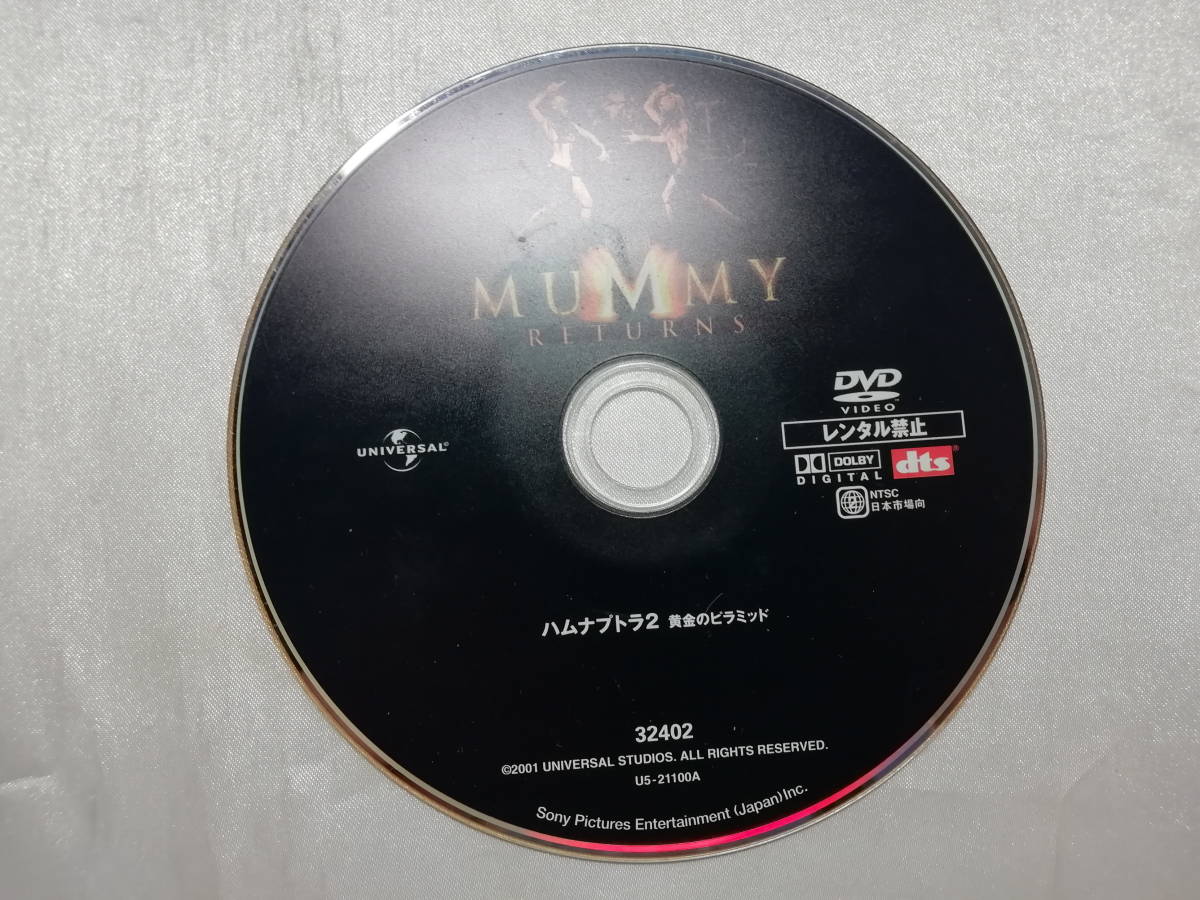 MUMMY
RETURNS
UNIVERSAL®
DVD
VIDEO™
レンタル禁止
DOLBY
DIGITAL
dts®
2
NTSC
日本市場向
ハムナプトラ2 黄金のピラミッド
32402
©2001 UNIVERSAL STUDIOS. ALL RIGHTS RESERVED.
U5-21100A
Sony Pictures Entertainment (Japan) Inc.